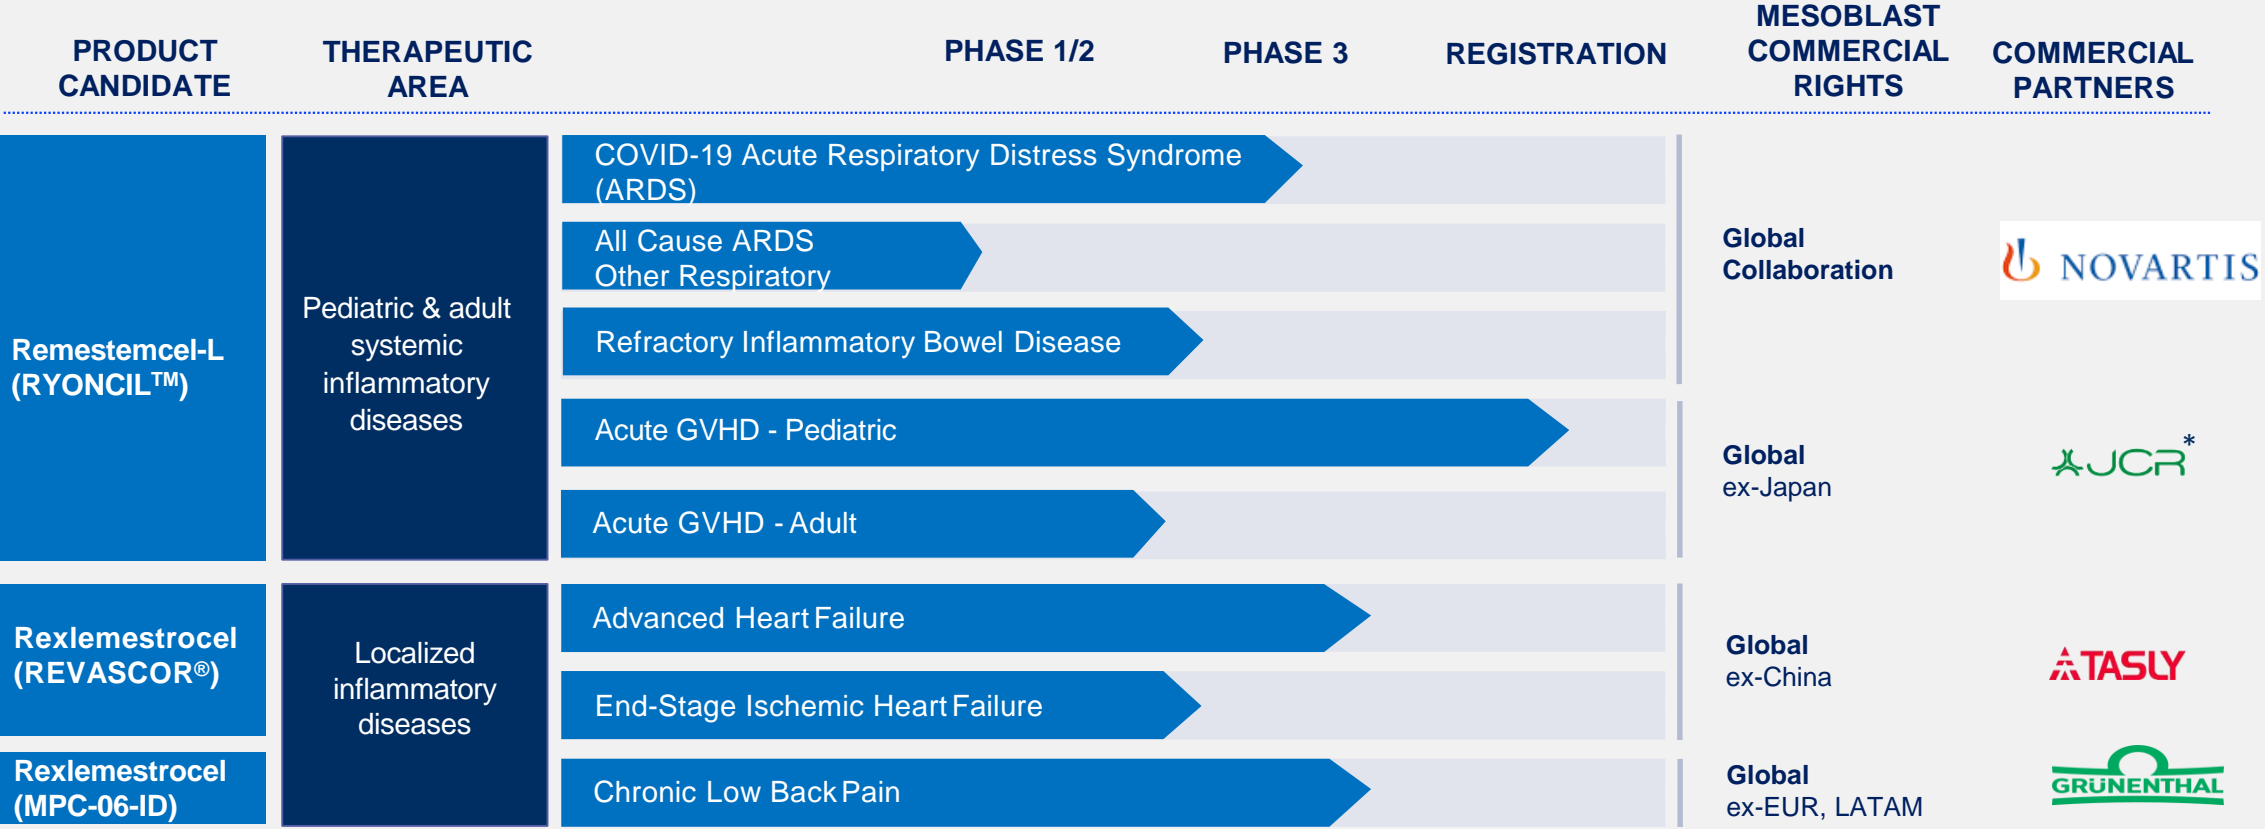 PRODUCT
CANDIDATE
THERAPEUTIC
AREA
PHASE 1/2
PHASE 3
REGISTRATION
MESOBLAST
COMMERCIAL
RIGHTS
COMMERCIAL
PARTNERS
Remestemcel-L
(RYONCIL™)
Pediatric & adult
systemic
inflammatory
diseases
COVID-19 Acute Respiratory Distress Syndrome
(ARDS)
All Cause ARDS
Other Respiratory
Refractory Inflammatory Bowel Disease
Global
Collaboration
NOVARTIS
Acute GVHD - Pediatric
Acute GVHD - Adult
Global
ex-Japan
JCR*
Rexlemestrocel
(REVASCOR®)
Localized
inflammatory
diseases
Advanced Heart Failure
End-Stage Ischemic Heart Failure
Global
ex-China
TASLY
Rexlemestrocel
(MPC-06-ID)
Chronic Low Back Pain
Global
ex-EUR, LATAM
GRÜNENTHAL